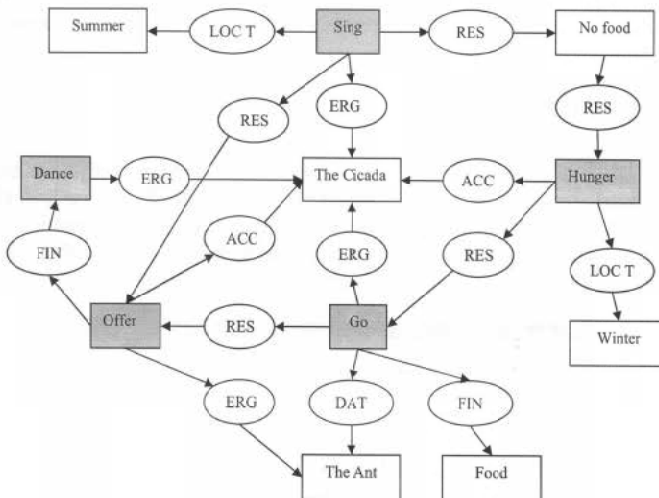 Summer
LOC T
Sing
RES
No food
RES
ERG
RES
Dance
ERG
The Cicada
ACC
Hunger
FIN
ACC
ERG
RES
LOC T
Offer
RES
Go
Winter
ERG
DAT
FIN
The Ant
Food